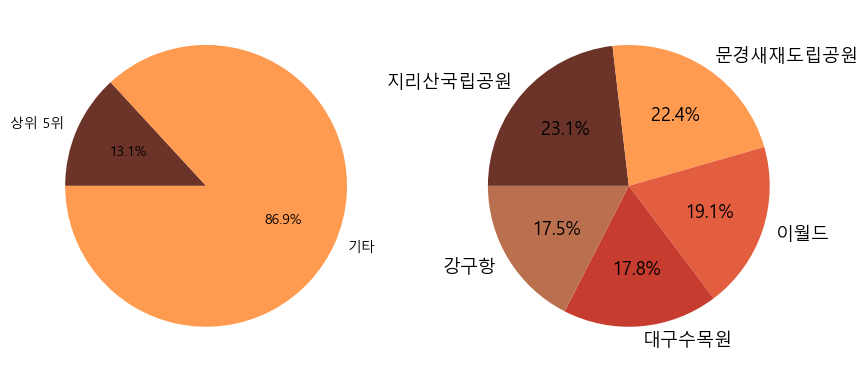 상위 5위
13.1%
86.9%
기타
지리산국립공원
23.1%
문경새재도립공원
22.4%
이월드
19.1%
대구수목원
17.8%
강구항
17.5%